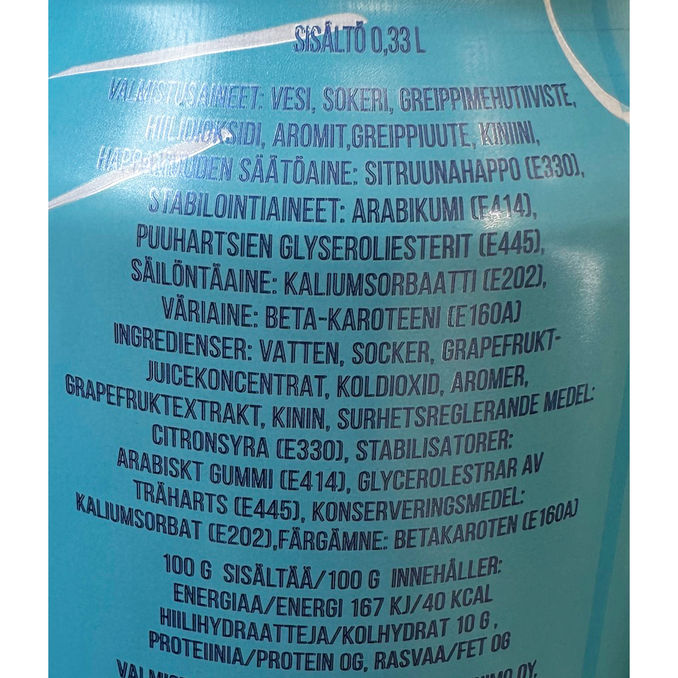 SISÄLTÖ 0,33 L
VALMISTUSAINEET: VESI, SOKERI, GREIPPIMEHUTIIVISTE,
HIILIDIOKSIDI, AROMIT,GREIPPIUUTE, KINIINI,
HAPPAMUUDEN SÄÄTÖAINE: SITRUUNAHAPPO (E330),
STABILOINTIAINEET: ARABIKUMI (E414),
PUUHARTSIEN GLYSEROLIESTERIT (E445),
SÄILÖNTÄAINE: KALIUMSORBAATTI (E202),
VÄRIAINE: BETA-KAROTEENI (E160A)
INGREDIENSER: VATTEN, SOCKER, GRAPEFRUKT-
JUICEKONCENTRAT, KOLDIOXID, AROMER,
GRAPEFRUKTEXTRAKT, KININ, SURHETSREGLERANDE MEDEL:
CITRONSYRA (E330), STABILISATORER:
ARABISKT GUMMI (E414), GLYCEROLESTRAR AV
TRÄHARTS (E445), KONSERVERINGSMEDEL:
KALIUMSORBAT (E202),FÄRGÄMNE: BETAKAROTEN (E160A)
100 G SISÄLTÄÄ/100 G INNEHÅLLER:
ENERGIAA/ENERGI 167 KJ/40 KCAL
HIILIHYDRAATTEJA/KOLHYDRAT 10 G ,
PROTEIINIA/PROTEIN 0G, RASVAA/FET 0G